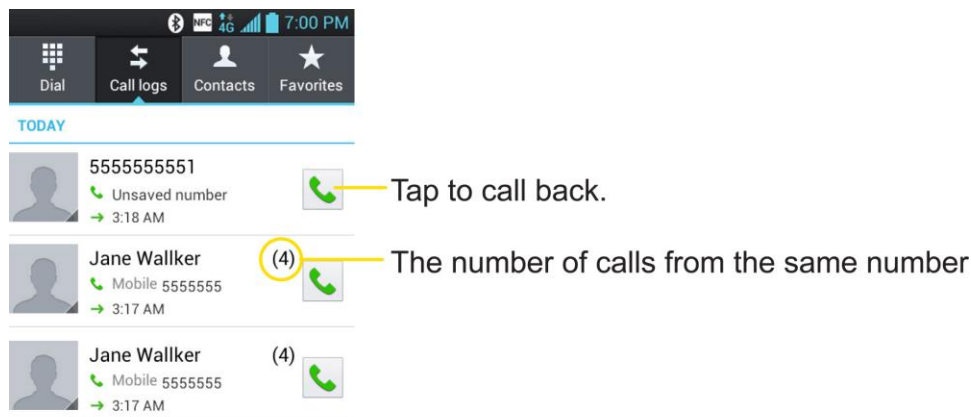 NFC 4G 7:00 PM
Dial Call logs Contacts Favorites
TODAY
5555555551
Unsaved number
3:18 AM
Tap to call back.
Jane Wallker (4)
Mobile 5555555
3:17 AM
The number of calls from the same number
Jane Wallker (4)
Mobile 5555555
3:17 AM